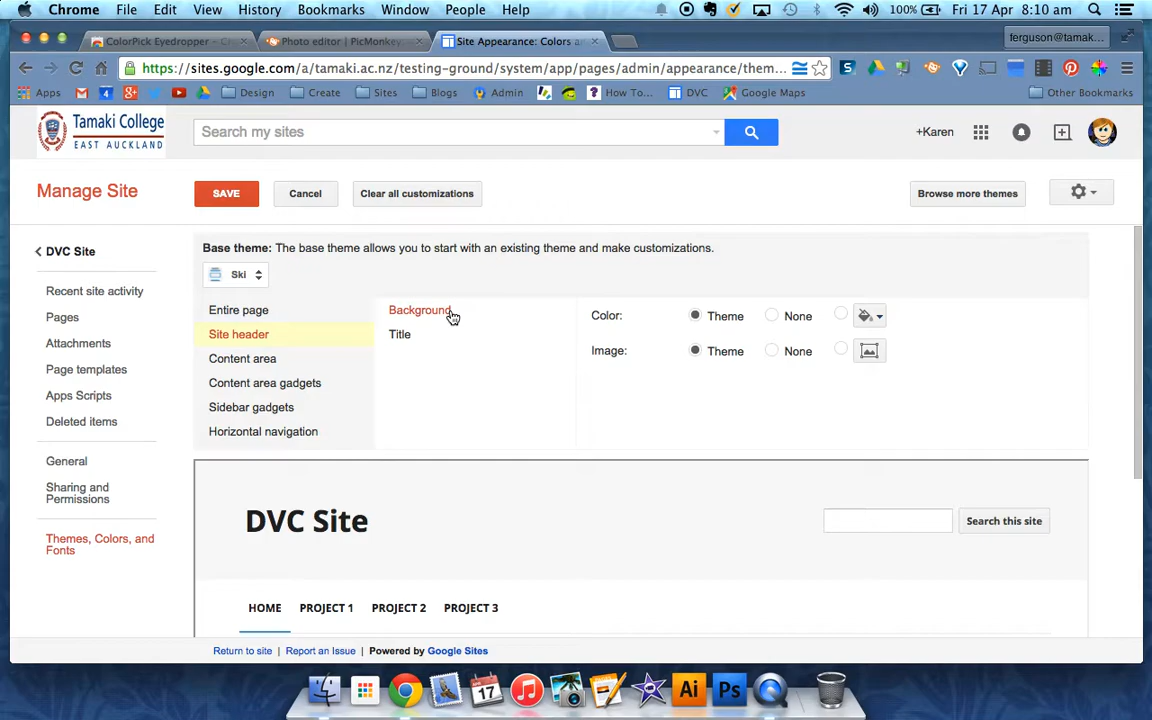 Chrome File Edit View History Bookmarks Window People Help 100% Fri 17 Apr 8:10 am
ColorPick Eyedropper - C
Photo editor | PicMonkey
Site Appearance: Colors a
ferguson@tamak...
https://sites.google.com/a/tamaki.ac.nz/testing-ground/system/app/pages/admin/appearance/them...
Apps Design Create Sites Blogs Admin How To... DVC Google Maps Other Bookmarks
Tamaki College
EAST AUCKLAND
Search my sites
+Karen
Manage Site
SAVE
Cancel
Clear all customizations
Browse more themes
DVC Site
Recent site activity
Pages
Attachments
Page templates
Apps Scripts
Deleted items
General
Sharing and
Permissions
Themes, Colors, and
Fonts
Base theme: The base theme allows you to start with an existing theme and make customizations.
Ski
Entire page
Site header
Content area
Content area gadgets
Sidebar gadgets
Horizontal navigation
Background
Title
Color: Theme None
Image: Theme None
DVC Site
Search this site
HOME PROJECT 1 PROJECT 2 PROJECT 3
Return to site | Report an Issue | Powered by Google Sites
17
Ai
Ps